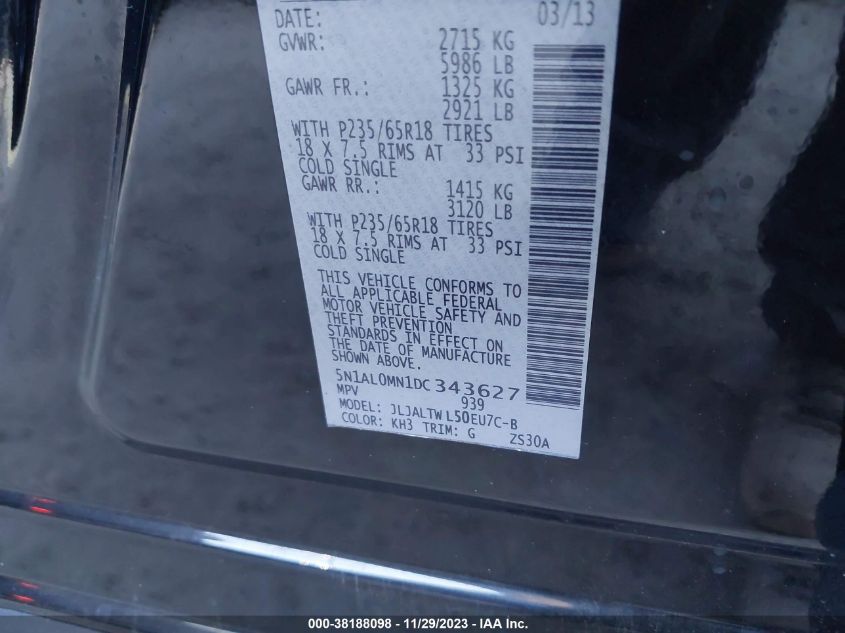 DATE: 03/13
GVWR: 2715 KG
5986 LB
GAWR FR.: 1325 KG
2921 LB
WITH P235/65R18 TIRES
18 X 7.5 RIMS AT 33 PSI
COLD SINGLE
GAWR RR.: 1415 KG
3120 LB
WITH P235/65R18 TIRES
18 X 7.5 RIMS AT 33 PSI
COLD SINGLE
THIS VEHICLE CONFORMS TO
ALL APPLICABLE FEDERAL
MOTOR VEHICLE SAFETY AND
THEFT PREVENTION
STANDARDS IN EFFECT ON
THE DATE OF MANUFACTURE
SHOWN ABOVE.
5N1AL0MN1DC343627
MPV 939
MODEL: JLJALTWL50EU7C-B
COLOR: KH3 TRIM: G ZS30A
000-38188098 - 11/29/2023 - IAA Inc.